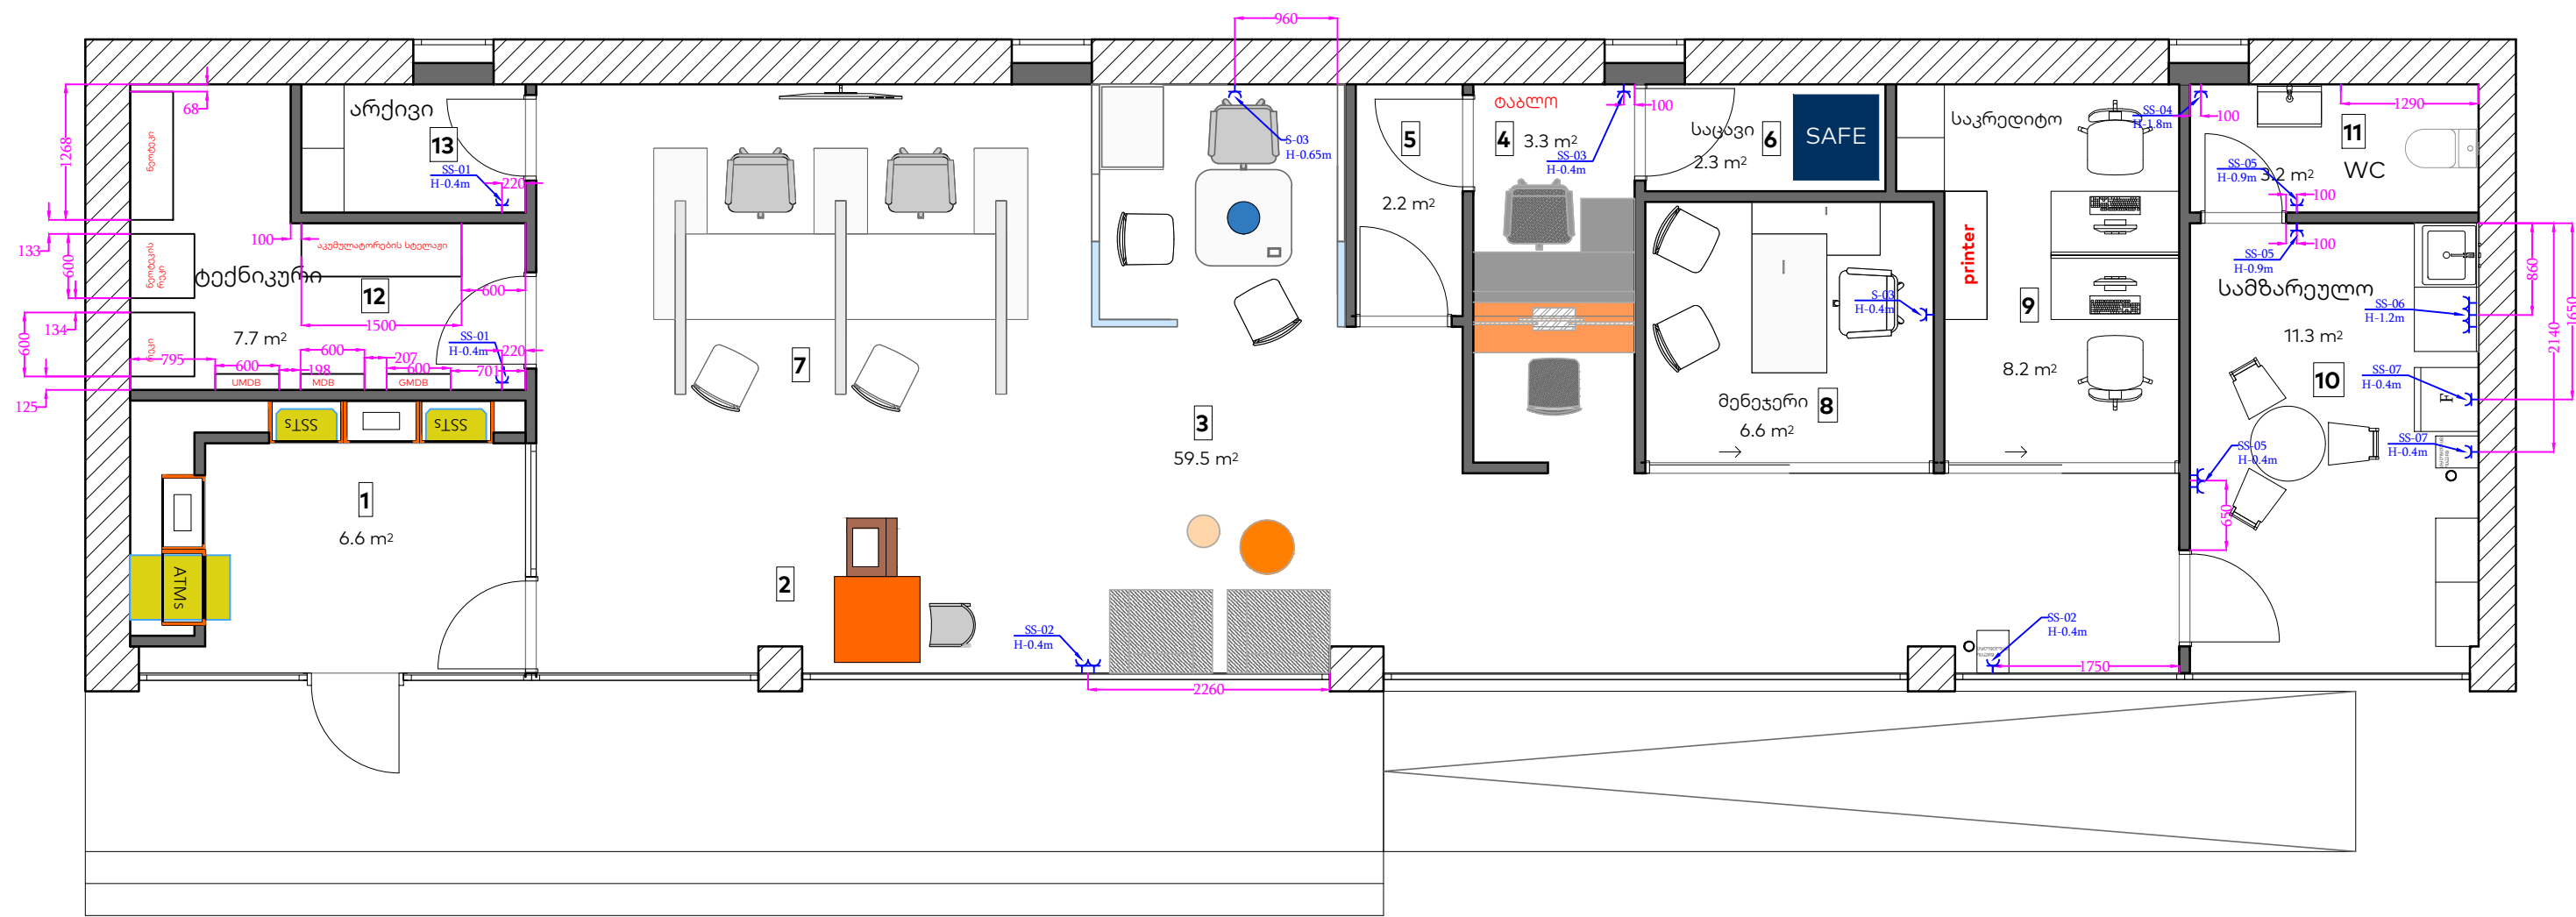 960
არქივი
13
SS-01
H-0.4m
220
68
1268
ნეოტეკი
133
600
ნეოტეკის
რეკი
100
აკუმულატორების სტელაჟი
ტექნიკური
12
600
1500
7.7 m²
134
600
რეკი
795
600
198
600
207
600
701
SS-01
H-0.4m
220
UMDB
MDB
GMDB
125
SSTs
SSTs
1
6.6 m²
ATMs
2
7
3
59.5 m²
S-03
H-0.65m
5
2.2 m²
ტაბლო
4
3.3 m²
SS-03
H-0.4m
100
საცავი
6
2.3 m²
SAFE
საკრედიტო
printer
9
8.2 m²
S-03
H-0.4m
მენეჯერი
8
6.6 m²
SS-04
H-1.8m
100
1290
11
WC
3.2 m²
SS-05
H-0.9m
100
SS-05
H-0.9m
100
სამზარეულო
11.3 m²
10
SS-06
H-1.2m
SS-07
H-0.4m
SS-07
H-0.4m
SS-05
H-0.4m
650
860
2140
1650
SS-02
H-0.4m
2260
SS-02
H-0.4m
1750